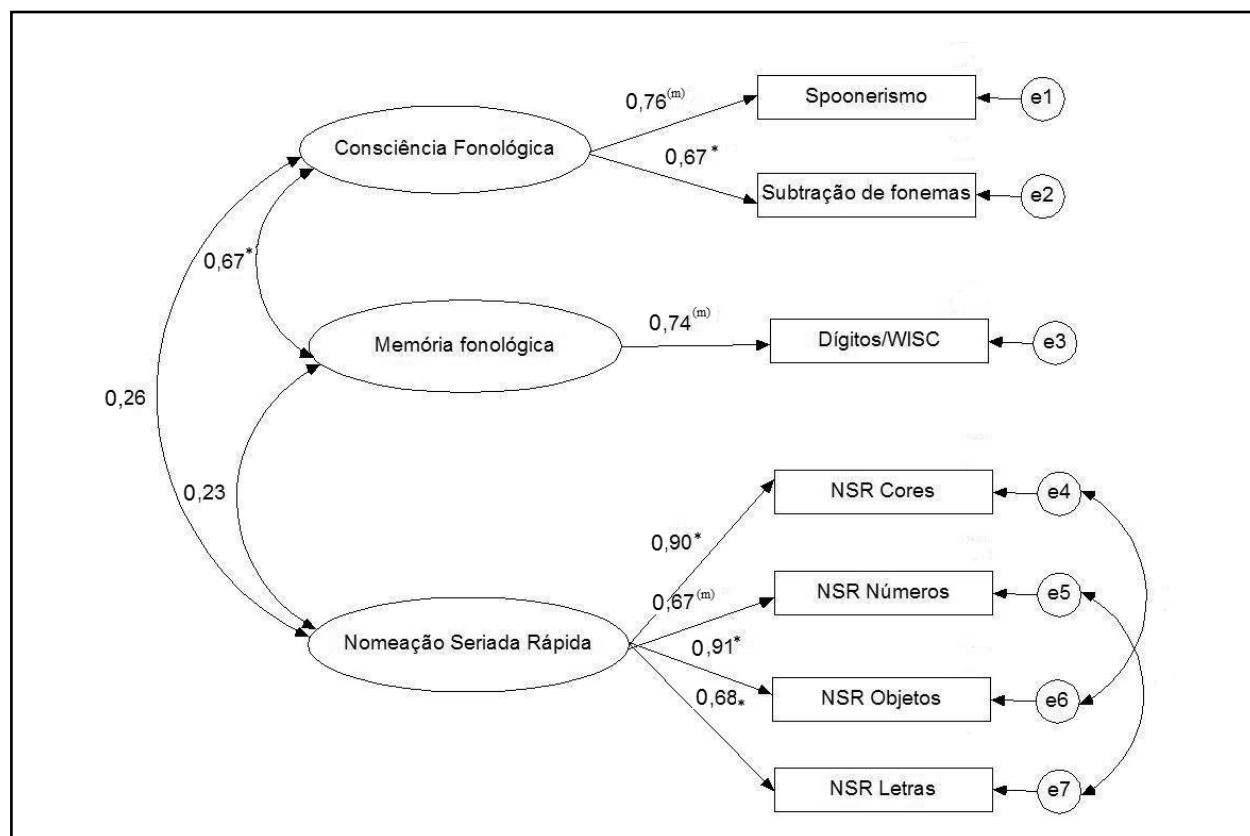 0,76(m)
Spoonerismo
e1
Consciência Fonológica
0,67*
Subtração de fonemas
e2
0,67*
Memória fonológica
0,74(m)
Dígitos/WISC
e3
0,26
0,23
NSR Cores
e4
0,90*
0,67(m)
NSR Números
e5
Nomeação Seriada Rápida
0,91*
0,68*
NSR Objetos
e6
NSR Letras
e7